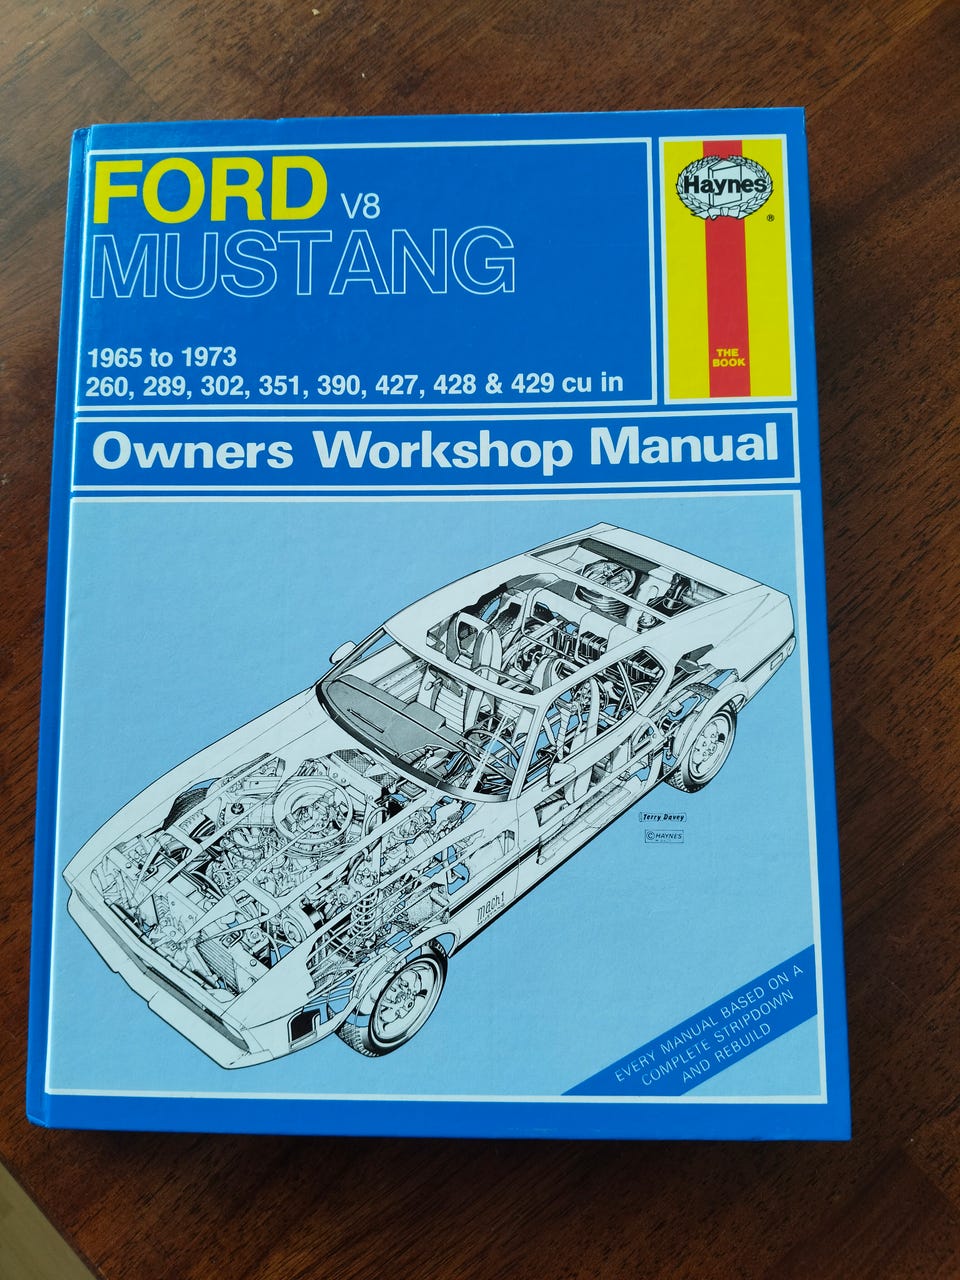 FORD V8
MUSTANG
1965 to 1973
260, 289, 302, 351, 390, 427, 428 & 429 cu in
Haynes
®
THE
BOOK
Owners Workshop Manual
Terry Davey
© HAYNES
mach 1
EVERY MANUAL BASED ON A
COMPLETE STRIPDOWN
AND REBUILD